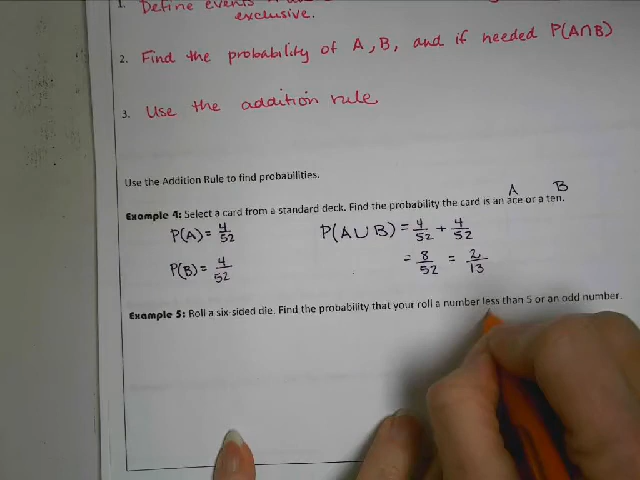 1. Define events
exclusive.
2. Find the probability of A, B, and if needed P(A∩B)
3. Use the addition rule.
Use the Addition Rule to find probabilities.
A B
Example 4: Select a card from a standard deck. Find the probability the card is an ace or a ten.
P(A) = 4/52 P(A∪B) = 4/52 + 4/52
P(B) = 4/52 = 8/52 = 2/13
Example 5: Roll a six-sided die. Find the probability that your roll a number less than 5 or an odd number.